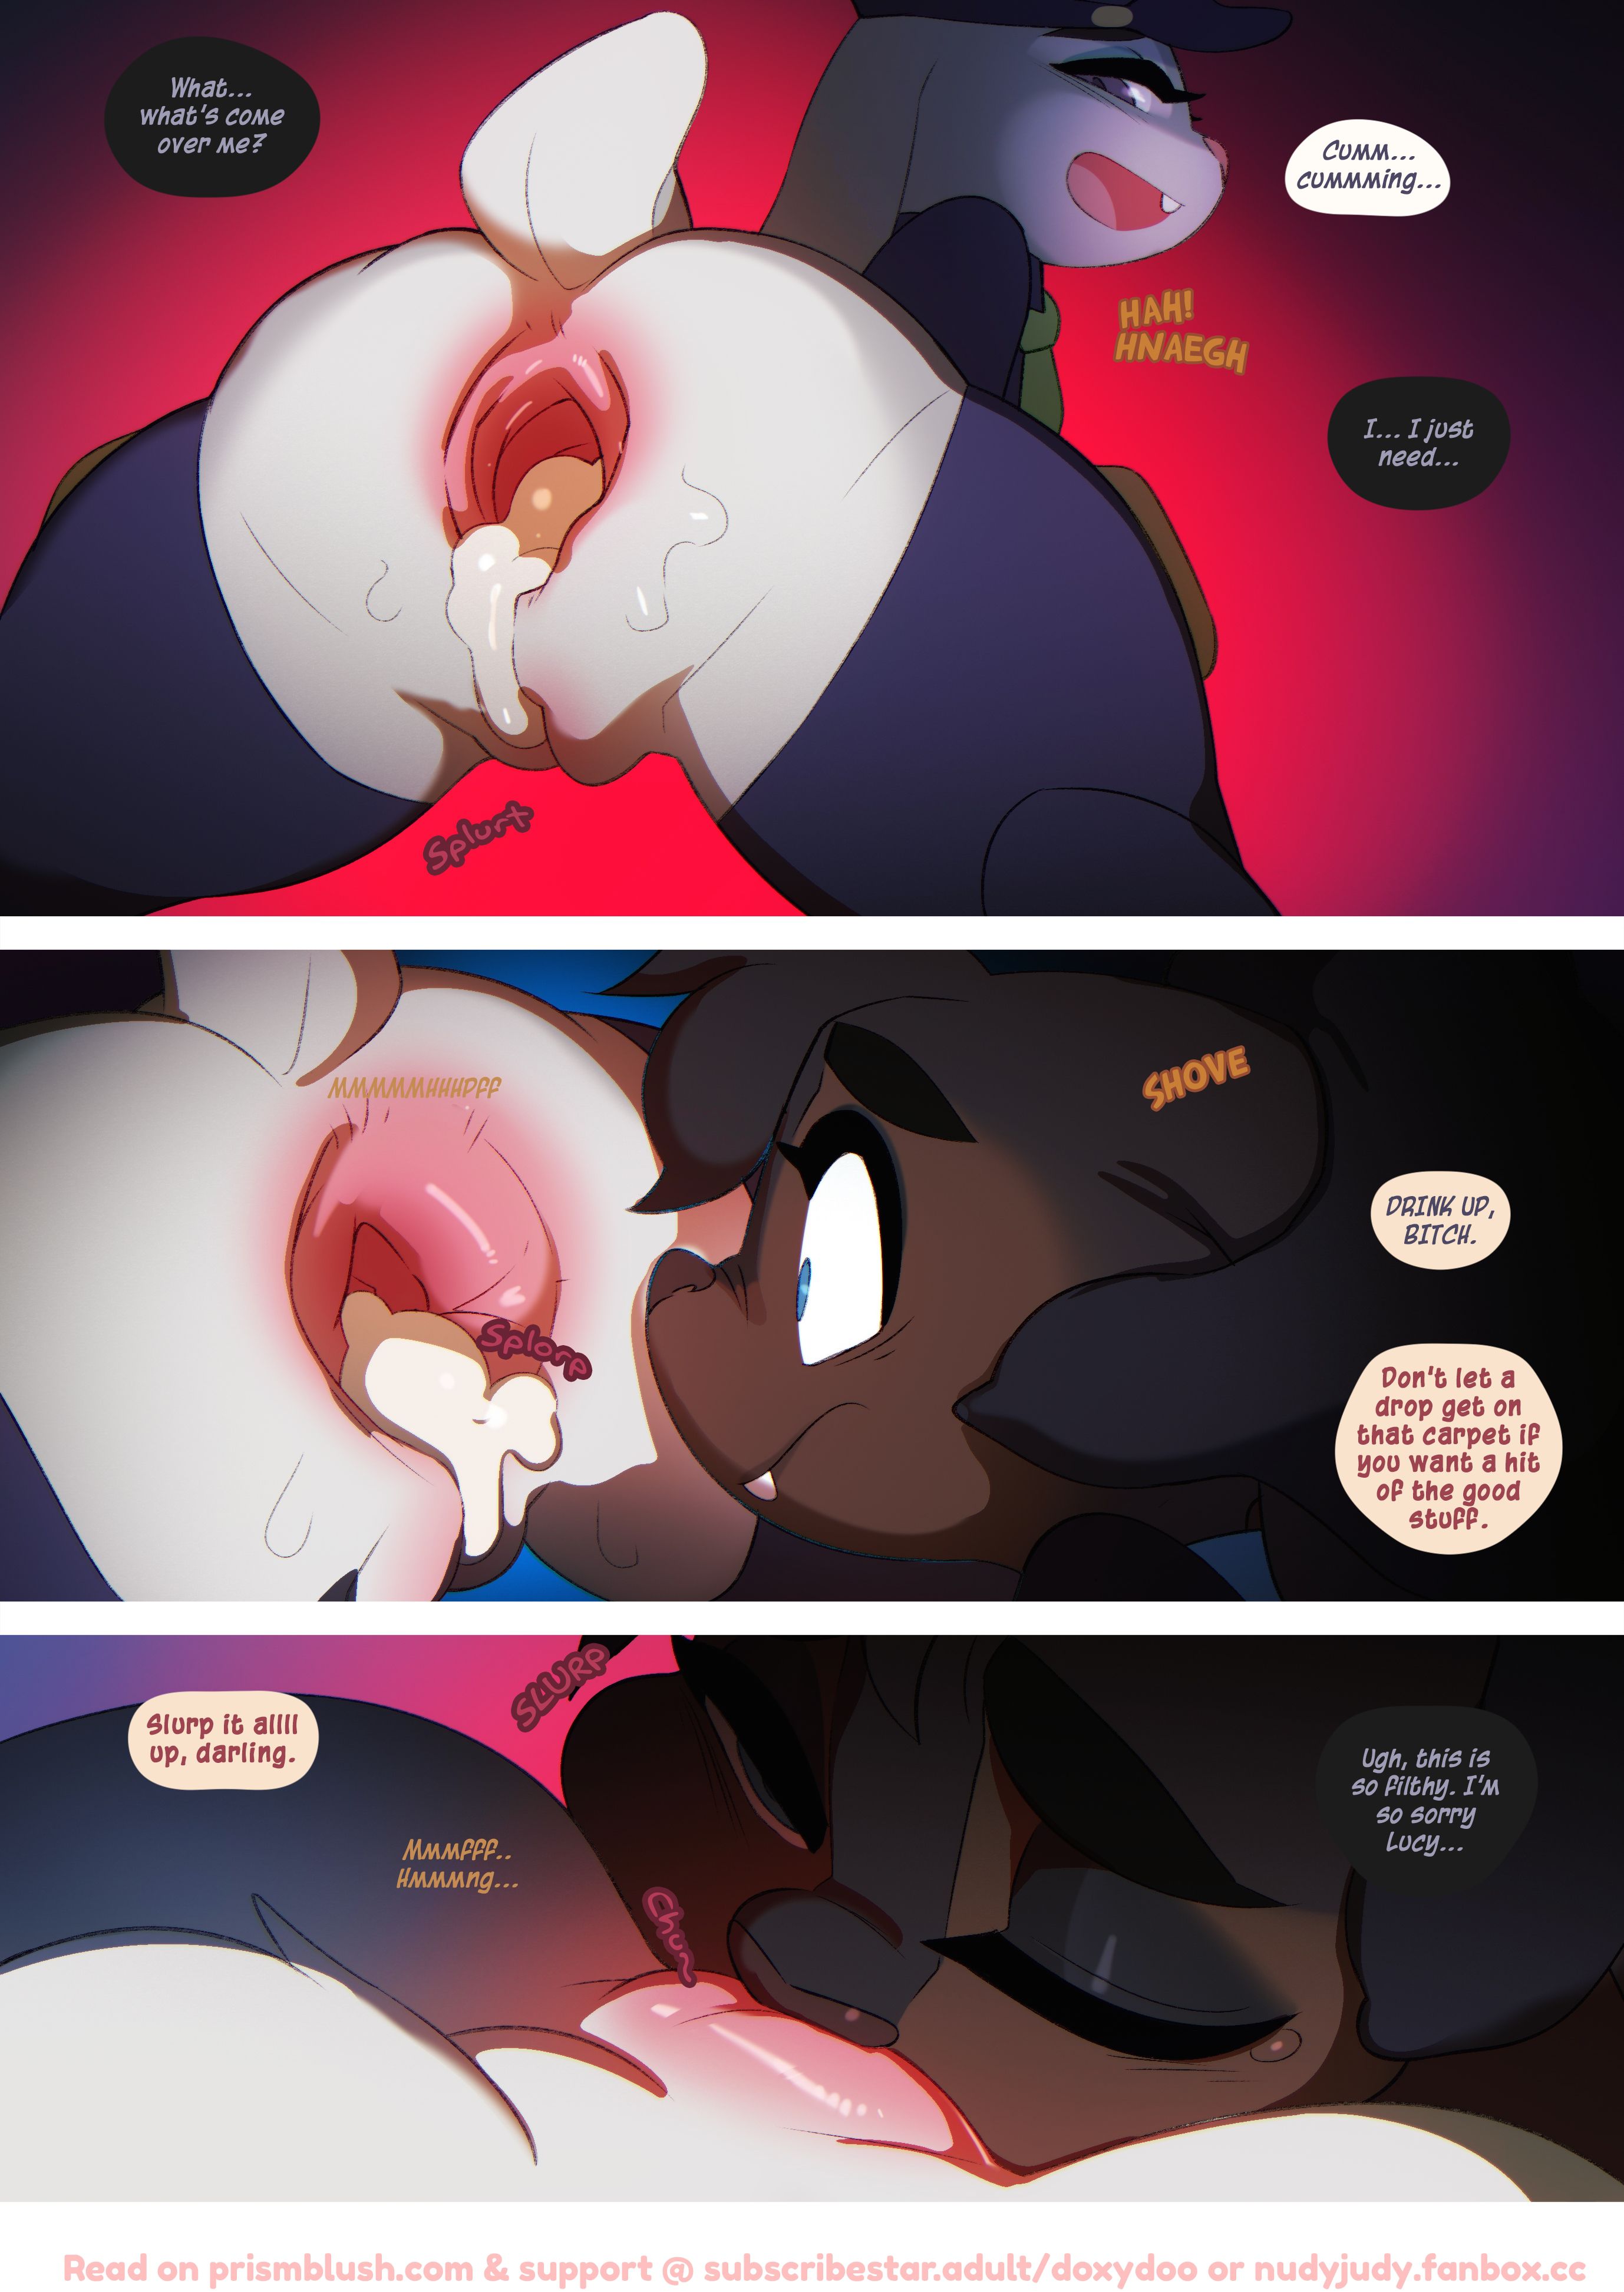 What...
what's come
over me?
Cumm...
cummming...
HAH!
HNAEGH
I... I just
need...
Splurt
MMMMMHHHPFF
SHOVE
DRINK UP,
BITCH.
Splorp
Don't let a
drop get on
that carpet if
you want a hit
of the good
stuff.
SLURP
Slurp it allll
up, darling.
Ugh, this is
so filthy. I'm
so sorry
Lucy...
Mmmfff..
Hmmmng...
Chu~
Read on prismblush.com & support @ subscribestar.adult/doxydoo or nudyjudy.fanbox.cc